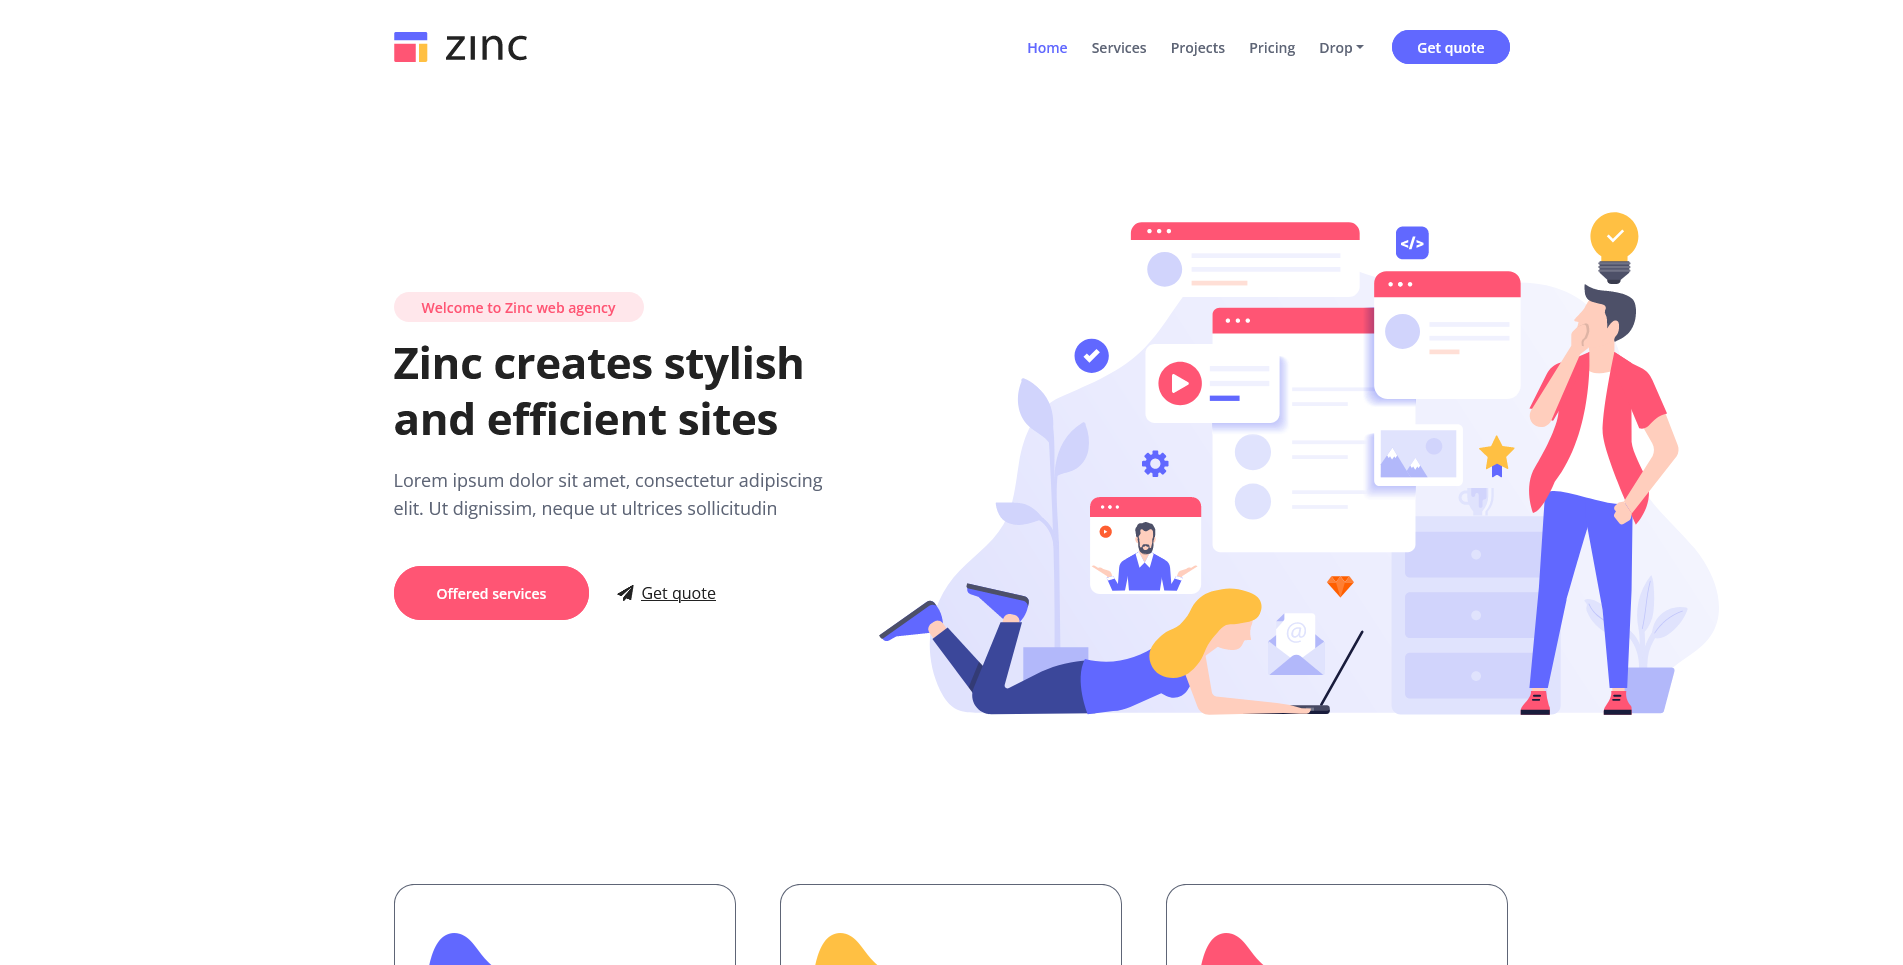 zinc
Home Services Projects Pricing Drop Get quote
Welcome to Zinc web agency
Zinc creates stylish
and efficient sites
Lorem ipsum dolor sit amet, consectetur adipiscing
elit. Ut dignissim, neque ut ultrices sollicitudin
Offered services Get quote
</>
@